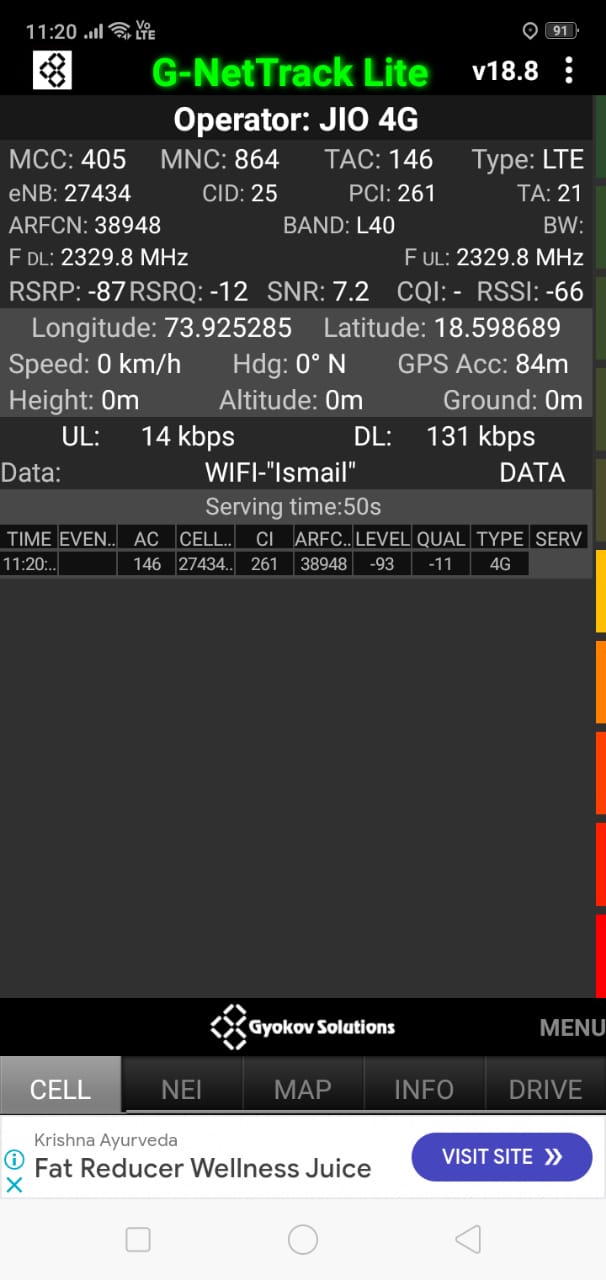 11:20 Vo LTE 91
G-NetTrack Lite v18.8
Operator: JIO 4G
MCC: 405 MNC: 864 TAC: 146 Type: LTE
eNB: 27434 CID: 25 PCI: 261 TA: 21
ARFCN: 38948 BAND: L40 BW:
F DL: 2329.8 MHz F UL: 2329.8 MHz
RSRP: -87 RSRQ: -12 SNR: 7.2 CQI: - RSSI: -66
Longitude: 73.925285 Latitude: 18.598689
Speed: 0 km/h Hdg: 0° N GPS Acc: 84m
Height: 0m Altitude: 0m Ground: 0m
UL: 14 kbps DL: 131 kbps
Data: WIFI-"Ismail" DATA
Serving time:50s
TIME EVEN.. AC CELL.. CI ARFC.. LEVEL QUAL TYPE SERV
11:20:.. 146 27434.. 261 38948 -93 -11 4G
Gyokov Solutions MENU
CELL NEI MAP INFO DRIVE
Krishna Ayurveda
Fat Reducer Wellness Juice
VISIT SITE »